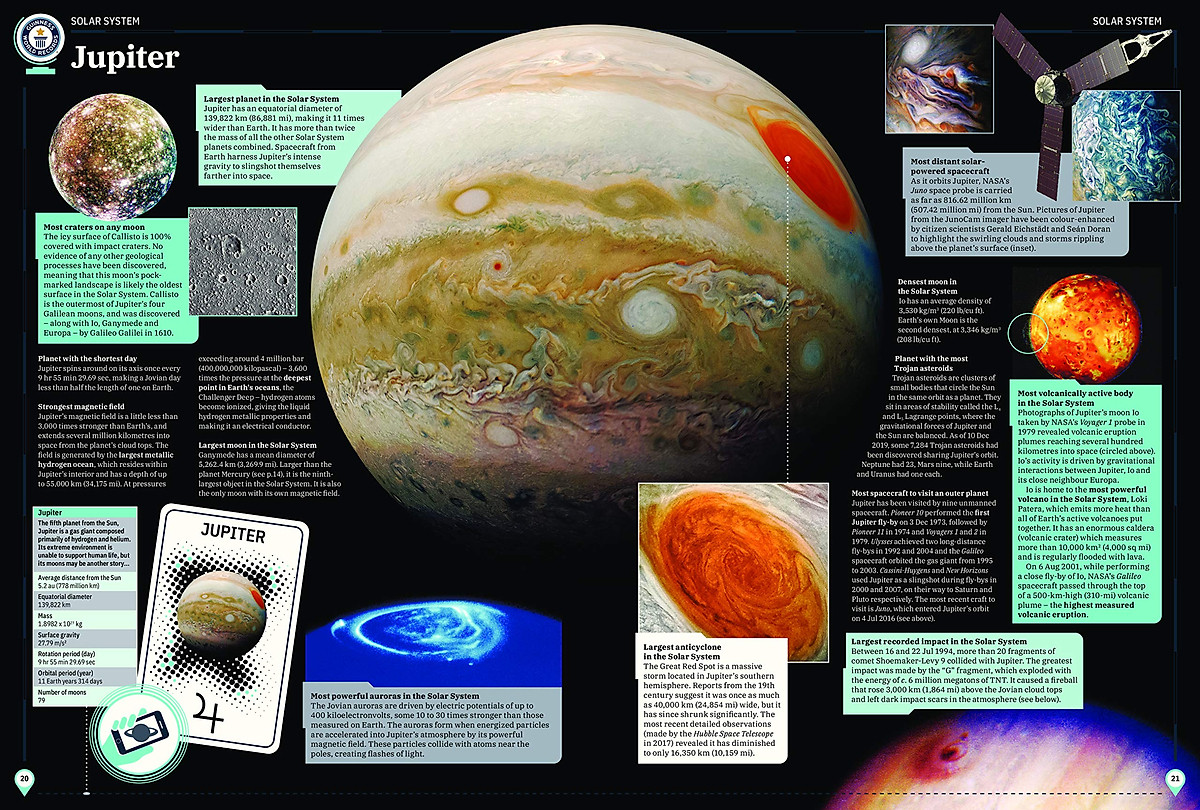 SOLAR SYSTEM
GUINNESS WORLD RECORDS
Jupiter
Largest planet in the Solar System
Jupiter has an equatorial diameter of
139,822 km (86,881 mi), making it 11 times
wider than Earth. It has more than twice
the mass of all the other Solar System
planets combined. Spacecraft from
Earth harness Jupiter's intense
gravity to slingshot themselves
farther into space.
Most craters on any moon
The icy surface of Callisto is 100%
covered with impact craters. No
evidence of any other geological
processes have been discovered,
meaning that this moon's pock-
marked landscape is likely the oldest
surface in the Solar System. Callisto
is the outermost of Jupiter's four
Galilean moons, and was discovered
– along with Io, Ganymede and
Europa – by Galileo Galilei in 1610.
Planet with the shortest day
Jupiter spins around on its axis once every
9 hr 55 min 29.69 sec, making a Jovian day
less than half the length of one on Earth.
Strongest magnetic field
Jupiter's magnetic field is a little less than
3,000 times stronger than Earth's, and
extends several million kilometres into
space from the planet's cloud tops. The
field is generated by the largest metallic
hydrogen ocean, which resides within
Jupiter's interior and has a depth of up
to 55,000 km (34,175 mi). At pressures
exceeding around 4 million bar
(400,000,000 kilopascal) – 3,600
times the pressure at the deepest
point in Earth's oceans, the
Challenger Deep – hydrogen atoms
become ionized, giving the liquid
hydrogen metallic properties and
making it an electrical conductor.
Largest moon in the Solar System
Ganymede has a mean diameter of
5,262.4 km (3,269.9 mi). Larger than the
planet Mercury (see p.14), it is the ninth-
largest object in the Solar System. It is also
the only moon with its own magnetic field.
Jupiter
The fifth planet from the Sun,
Jupiter is a gas giant composed
primarily of hydrogen and helium.
Its extreme environment is
unable to support human life, but
its moons may be another story...
Average distance from the Sun
5.2 au (778 million km)
Equatorial diameter
139,822 km
Mass
1.8982 x 10²⁷ kg
Surface gravity
27.79 m/s²
Rotation period (day)
9 hr 55 min 29.69 sec
Orbital period (year)
11 Earth years 314 days
Number of moons
79
JUPITER
♃
Most powerful auroras in the Solar System
The Jovian auroras are driven by electric potentials of up to
400 kiloelectronvolts, some 10 to 30 times stronger than those
measured on Earth. The auroras form when energized particles
are accelerated into Jupiter's atmosphere by its powerful
magnetic field. These particles collide with atoms near the
poles, creating flashes of light.
20
SOLAR SYSTEM
Most distant solar-
powered spacecraft
As it orbits Jupiter, NASA's
Juno space probe is carried
as far as 816.62 million km
(507.42 million mi) from the Sun. Pictures of Jupiter
from the JunoCam imager have been colour-enhanced
by citizen scientists Gerald Eichstädt and Seán Doran
to highlight the swirling clouds and storms rippling
above the planet's surface (inset).
Densest moon in
the Solar System
Io has an average density of
3,530 kg/m³ (220 lb/cu ft).
Earth's own Moon is the
second densest, at 3,346 kg/m³
(208 lb/cu ft).
Planet with the most
Trojan asteroids
Trojan asteroids are clusters of
small bodies that circle the Sun
in the same orbit as a planet. They
sit in areas of stability called the L₄
and L₅ Lagrange points, where the
gravitational forces of Jupiter and
the Sun are balanced. As of 10 Dec
2019, some 7,284 Trojan asteroids had
been discovered sharing Jupiter's orbit.
Neptune had 23, Mars nine, while Earth
and Uranus had one each.
Most spacecraft to visit an outer planet
Jupiter has been visited by nine unmanned
spacecraft. Pioneer 10 performed the first
Jupiter fly-by on 3 Dec 1973, followed by
Pioneer 11 in 1974 and Voyagers 1 and 2 in
1979. Ulysses achieved two long-distance
fly-bys in 1992 and 2004 and the Galileo
spacecraft orbited the gas giant from 1995
to 2003. Cassini-Huygens and New Horizons
used Jupiter as a slingshot during fly-bys in
2000 and 2007, on their way to Saturn and
Pluto respectively. The most recent craft to
visit is Juno, which entered Jupiter's orbit
on 4 Jul 2016 (see above).
Most volcanically active body
in the Solar System
Photographs of Jupiter's moon Io
taken by NASA's Voyager 1 probe in
1979 revealed volcanic eruption
plumes reaching several hundred
kilometres into space (circled above).
Io's activity is driven by gravitational
interactions between Jupiter, Io and
its close neighbour Europa.
Io is home to the most powerful
volcano in the Solar System, Loki
Patera, which emits more heat than
all of Earth's active volcanoes put
together. It has an enormous caldera
(volcanic crater) which measures
more than 10,000 km² (4,000 sq mi)
and is regularly flooded with lava.
On 6 Aug 2001, while performing
a close fly-by of Io, NASA's Galileo
spacecraft passed through the top
of a 500-km-high (310-mi) volcanic
plume – the highest measured
volcanic eruption.
Largest anticyclone
in the Solar System
The Great Red Spot is a massive
storm located in Jupiter's southern
hemisphere. Reports from the 19th
century suggest it was once as much
as 40,000 km (24,854 mi) wide, but it
has since shrunk significantly. The
most recent detailed observations
(made by the Hubble Space Telescope
in 2017) revealed it has diminished
to only 16,350 km (10,159 mi).
Largest recorded impact in the Solar System
Between 16 and 22 Jul 1994, more than 20 fragments of
comet Shoemaker-Levy 9 collided with Jupiter. The greatest
impact was made by the "G" fragment, which exploded with
the energy of c. 6 million megatons of TNT. It caused a fireball
that rose 3,000 km (1,864 mi) above the Jovian cloud tops
and left dark impact scars in the atmosphere (see below).
21